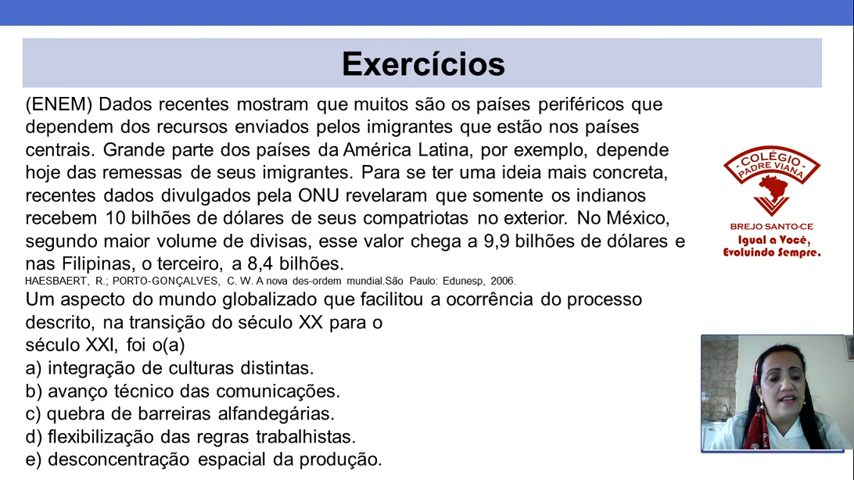 Exercícios
(ENEM) Dados recentes mostram que muitos são os países periféricos que
dependem dos recursos enviados pelos imigrantes que estão nos países
centrais. Grande parte dos países da América Latina, por exemplo, depende
hoje das remessas de seus imigrantes. Para se ter uma ideia mais concreta,
recentes dados divulgados pela ONU revelaram que somente os indianos
recebem 10 bilhões de dólares de seus compatriotas no exterior. No México,
segundo maior volume de divisas, esse valor chega a 9,9 bilhões de dólares e
nas Filipinas, o terceiro, a 8,4 bilhões.
HAESBAERT, R.; PORTO-GONÇALVES, C. W. A nova des-ordem mundial.São Paulo: Edunesp, 2006.
Um aspecto do mundo globalizado que facilitou a ocorrência do processo
descrito, na transição do século XX para o
século XXI, foi o(a)
a) integração de culturas distintas.
b) avanço técnico das comunicações.
c) quebra de barreiras alfandegárias.
d) flexibilização das regras trabalhistas.
e) desconcentração espacial da produção.
COLÉGIO
PADRE VIANA
BREJO SANTO-CE
Igual a Você,
Evoluindo Sempre.